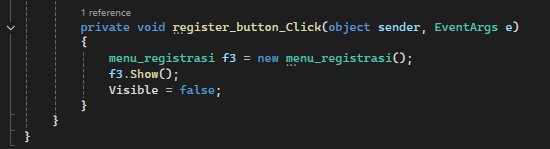 1 reference
private void register_button_Click(object sender, EventArgs e)
{
menu_registrasi f3 = new menu_registrasi();
f3.Show();
Visible = false;
}
}
}